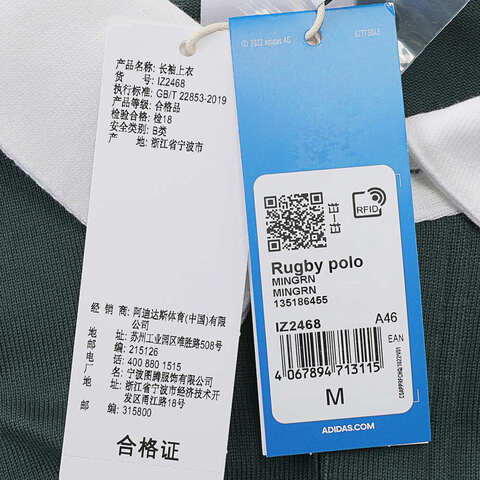 产品名称: 长袖上衣
货 号: IZ2468
执行标准: GB/T 22853-2019
产品等级: 合格品
检验合格: 检18
安全类别: B类
产 地: 浙江省宁波市
经 销 商: 阿迪达斯体育(中国)有限公司
地 址: 苏州工业园区唯胜路508号
邮 编: 215126
电 话: 400 880 1515
厂 名: 宁波图腾服饰有限公司
地 址: 浙江省宁波市经济技术开发区甬江路18号
邮 编: 315800
合格证
© 2022 adidas AG
RFID
Rugby polo
MINGRN
MINGRN
135186455
IZ2468
A46
EAN
4 067894 713115
M
ADIDAS.COM